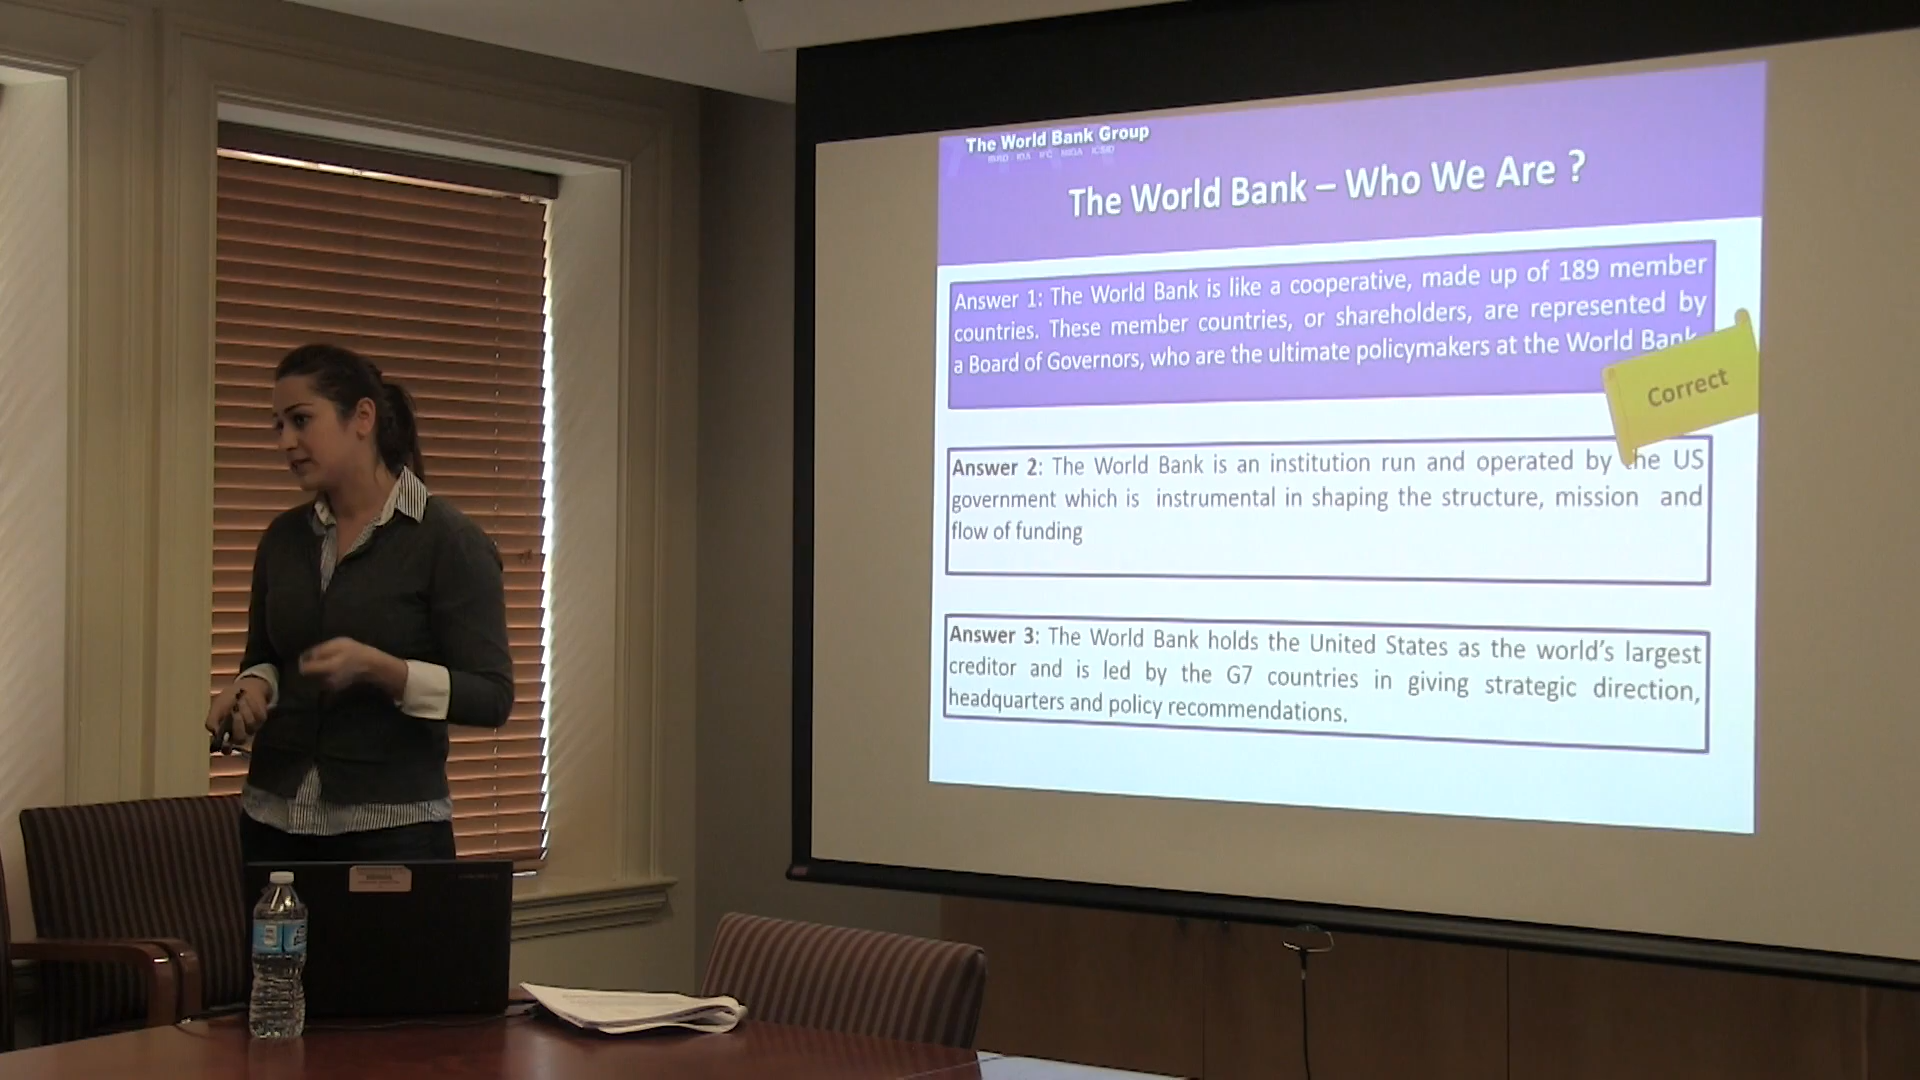 The World Bank Group
IBRD IDA IFC MIGA ICSID
The World Bank – Who We Are ?
Answer 1: The World Bank is like a cooperative, made up of 189 member
countries. These member countries, or shareholders, are represented by
a Board of Governors, who are the ultimate policymakers at the World Bank
Correct
Answer 2: The World Bank is an institution run and operated by the US
government which is instrumental in shaping the structure, mission and
flow of funding
Answer 3: The World Bank holds the United States as the world's largest
creditor and is led by the G7 countries in giving strategic direction,
headquarters and policy recommendations.